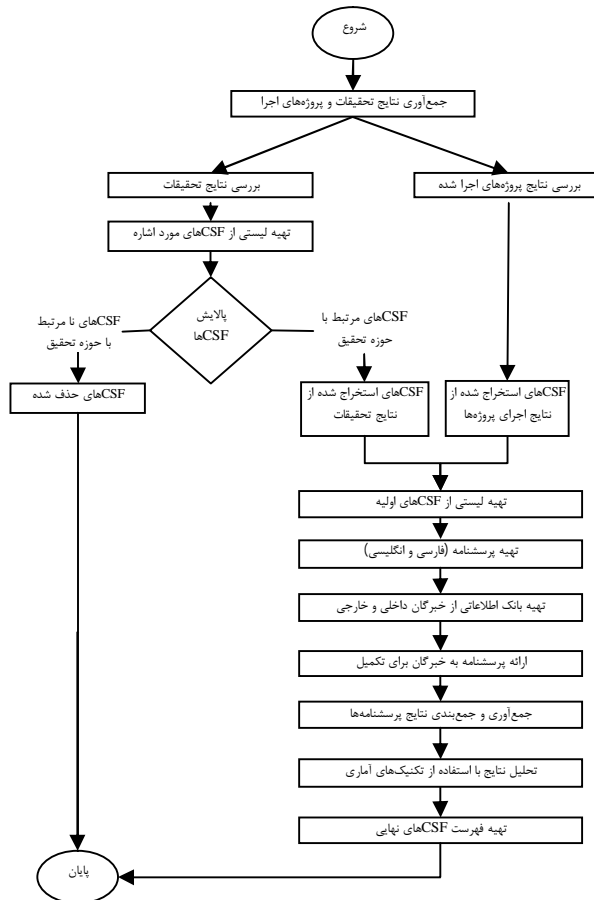 شروع
جمع‌آوری نتایج تحقیقات و پروژه‌های اجرا
بررسی نتایج پروژه‌های اجرا شده
بررسی نتایج تحقیقات
تهیه لیستی از CSFهای مورد اشاره
پالایش
CSFها
CSFهای مرتبط با
حوزه تحقیق
CSFهای نا مرتبط
با حوزه تحقیق
CSFهای استخراج شده از
نتایج اجرای پروژه‌ها
CSFهای استخراج شده از
نتایج تحقیقات
CSFهای حذف شده
تهیه لیستی از CSFهای اولیه
تهیه پرسشنامه (فارسی و انگلیسی)
تهیه بانک اطلاعاتی از خبرگان داخلی و خارجی
ارائه پرسشنامه به خبرگان برای تکمیل
جمع‌آوری و جمع‌بندی نتایج پرسشنامه‌ها
تحلیل نتایج با استفاده از تکنیک‌های آماری
تهیه فهرست CSFهای نهایی
پایان